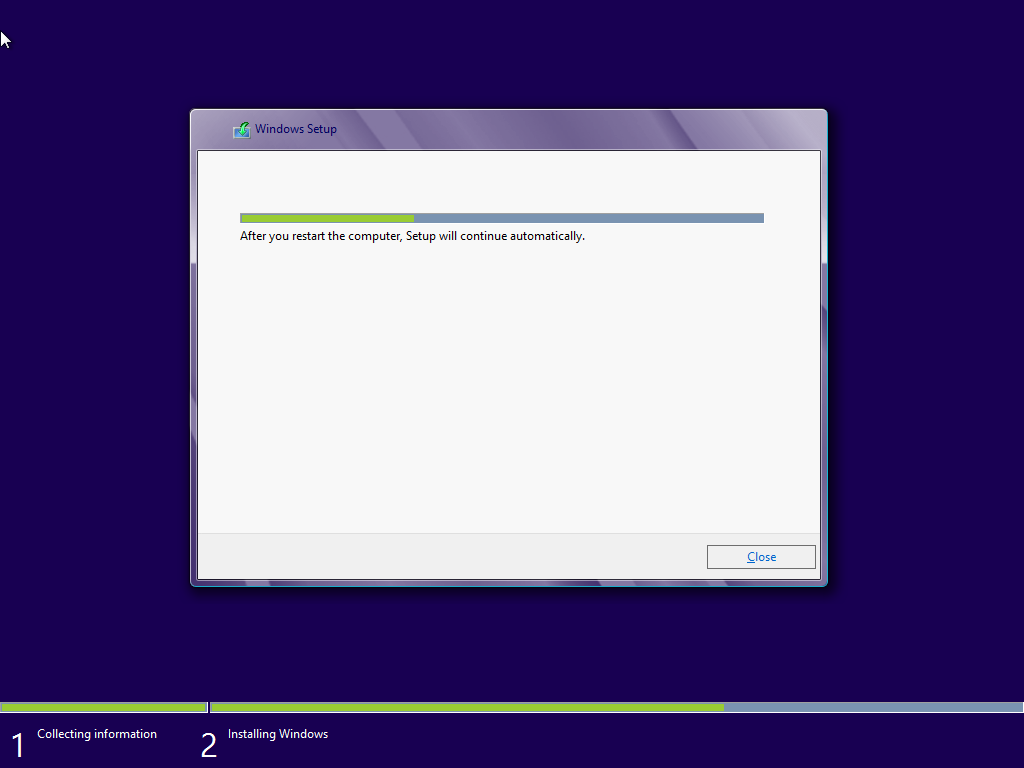 Windows Setup
After you restart the computer, Setup will continue automatically.
Close
1 Collecting information
2 Installing Windows